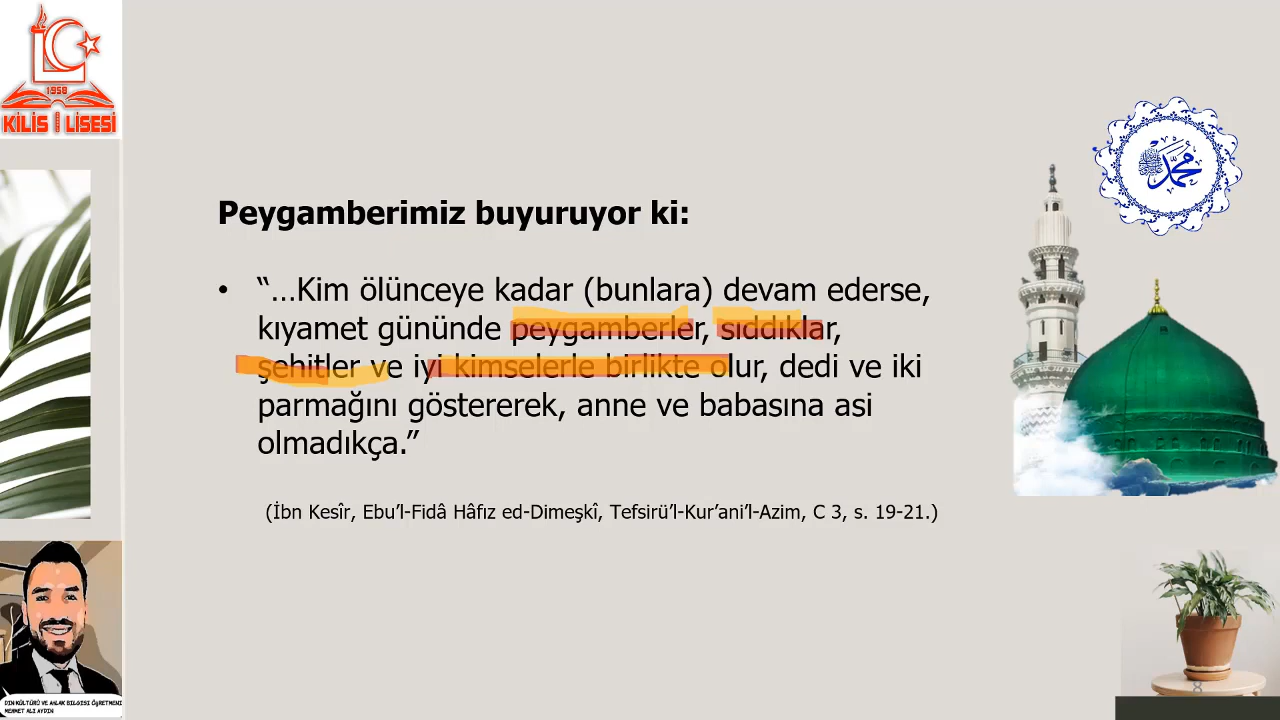 1958
KİLİS LİSESİ
محمد
Peygamberimiz buyuruyor ki:
• “…Kim ölünceye kadar (bunlara) devam ederse,
kıyamet gününde peygamberler, sıddıklar,
şehitler ve iyi kimselerle birlikte olur, dedi ve iki
parmağını göstererek, anne ve babasına asi
olmadıkça.”
(İbn Kesîr, Ebu’l-Fidâ Hâfız ed-Dimeşkî, Tefsirü’l-Kur’ani’l-Azim, C 3, s. 19-21.)
DİN KÜLTÜRÜ VE AHLAK BİLGİSİ ÖĞRETMENİ
MEHMET ALİ AYDIN
8